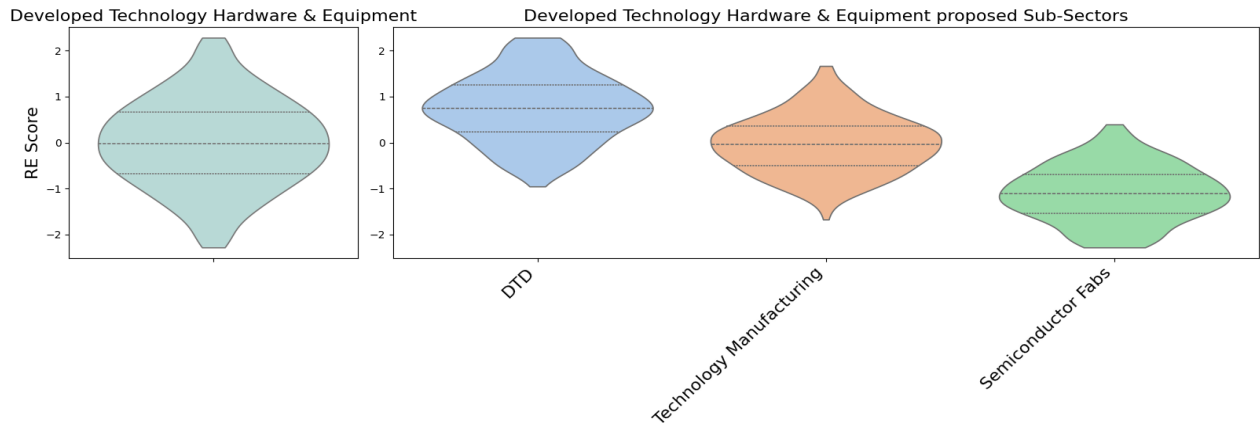 Developed Technology Hardware & Equipment
Developed Technology Hardware & Equipment proposed Sub-Sectors
RE Score
2
1
0
−1
−2
2
1
0
−1
−2
DTD
Technology Manufacturing
Semiconductor Fabs